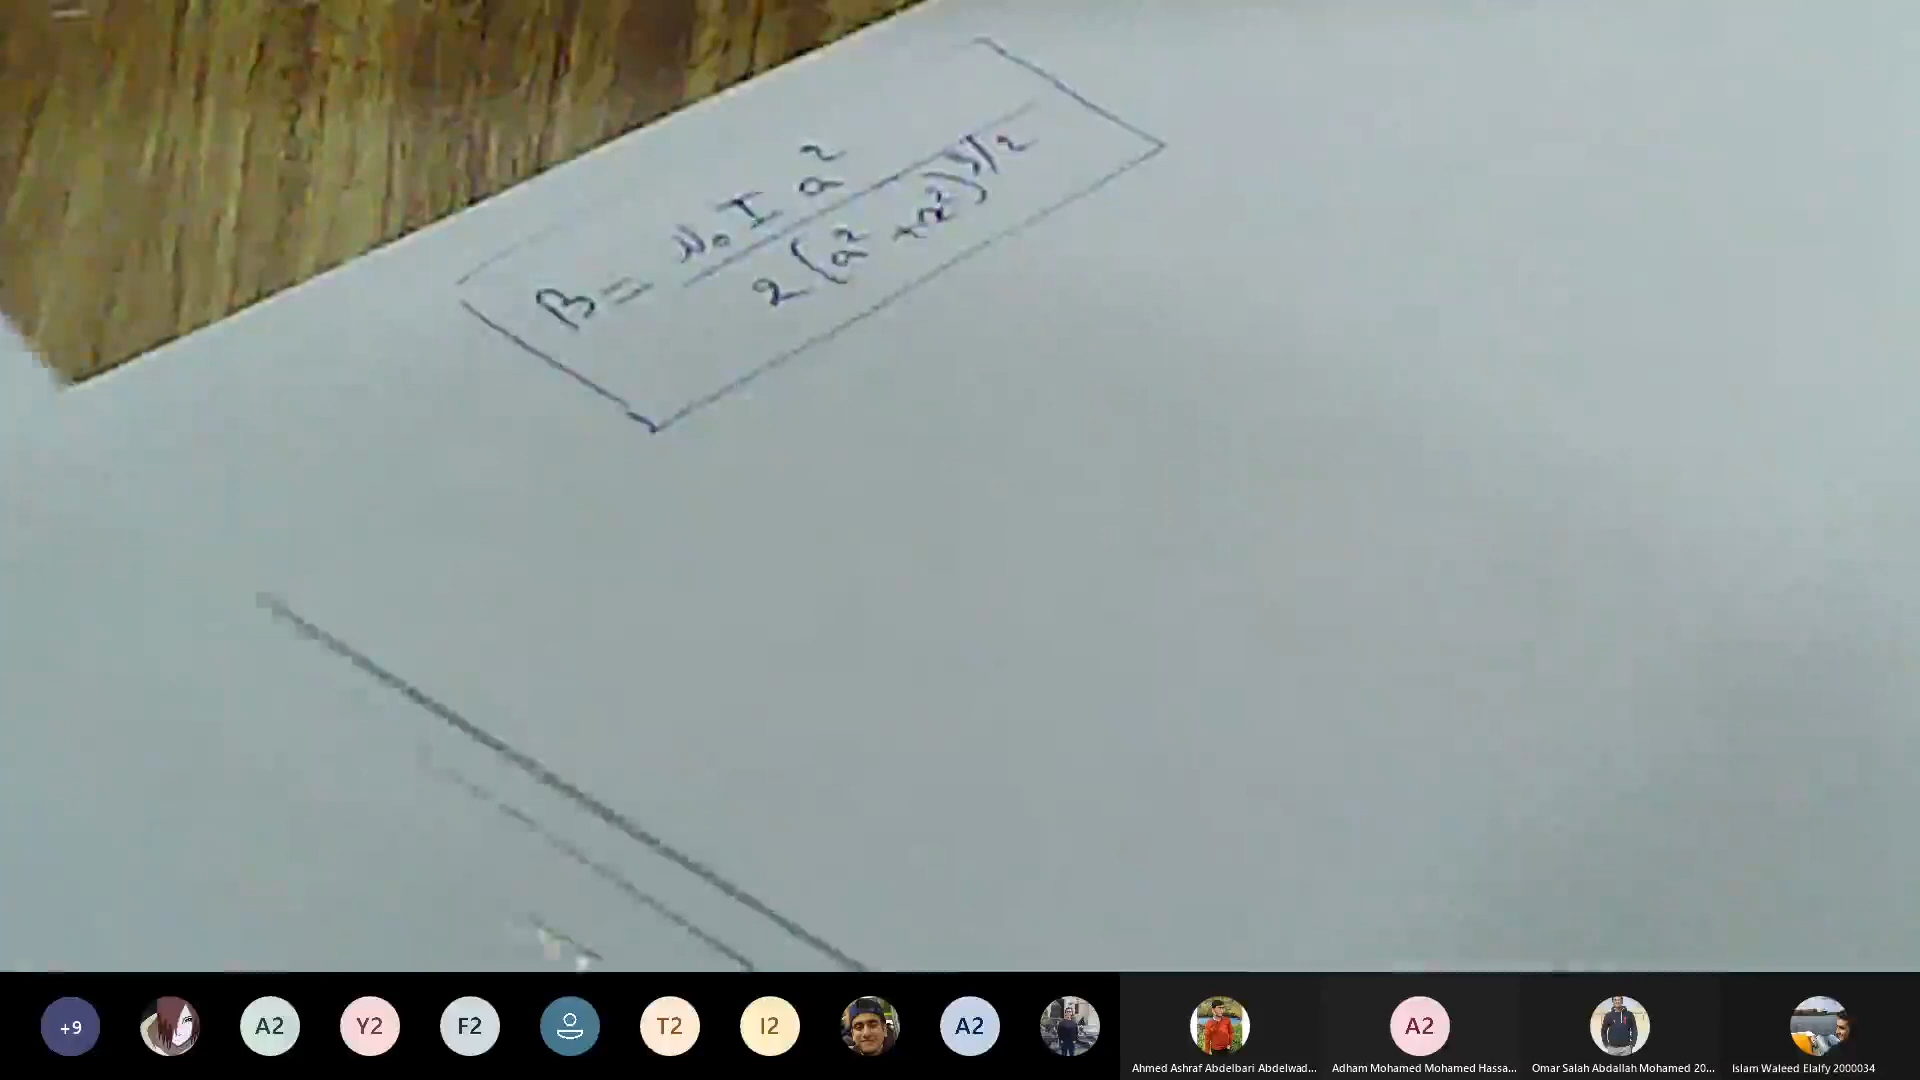 B = μ₀ I a² / 2 (a² + x²)^3/2
+9
A2
Y2
F2
T2
I2
A2
A2
Ahmed Ashraf Abdelbari Abdelwad...
Adham Mohamed Mohamed Hassa...
Omar Salah Abdallah Mohamed 20...
Islam Waleed Elalfy 2000034